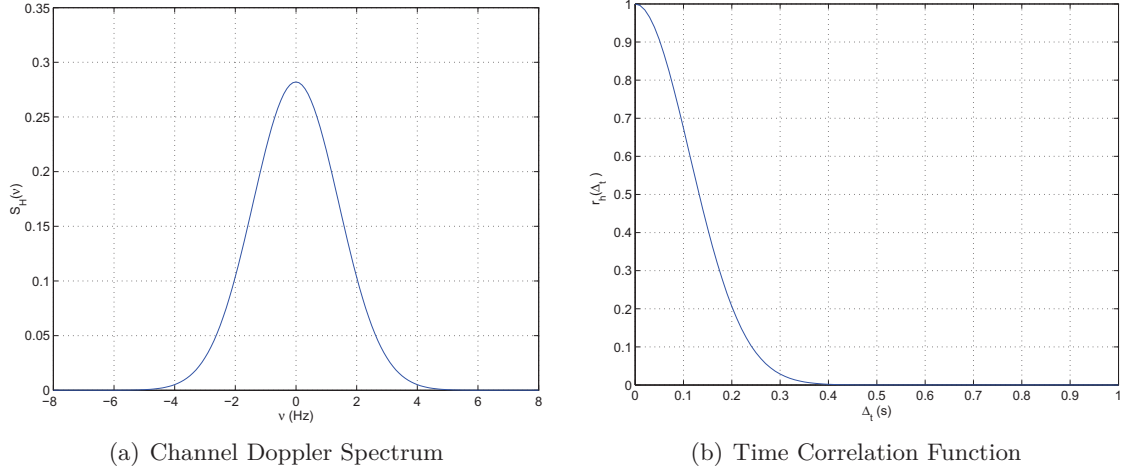 0.35
0.3
0.25
0.2
0.15
0.1
0.05
0
S_H(ν)
−8 −6 −4 −2 0 2 4 6 8
ν (Hz)
(a) Channel Doppler Spectrum
1
0.9
0.8
0.7
0.6
0.5
0.4
0.3
0.2
0.1
0
r_h(Δ_t )
0 0.1 0.2 0.3 0.4 0.5 0.6 0.7 0.8 0.9 1
Δ_t (s)
(b) Time Correlation Function